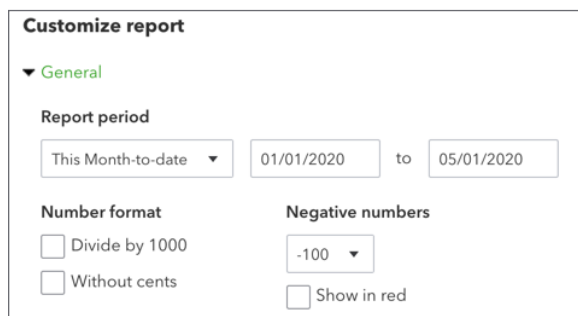 Customize report
General
Report period
This Month-to-date 01/01/2020 to 05/01/2020
Number format Negative numbers
Divide by 1000 -100
Without cents
Show in red